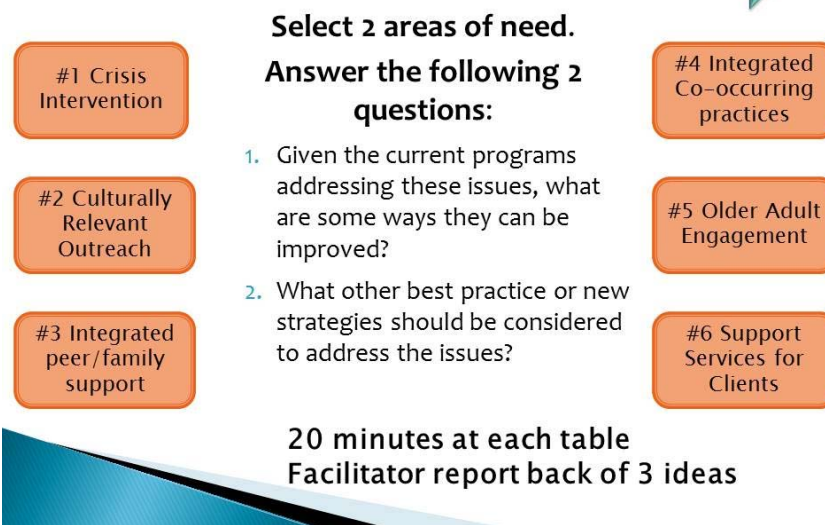 Select 2 areas of need.
Answer the following 2
questions:
#1 Crisis
Intervention
#2 Culturally
Relevant
Outreach
#3 Integrated
peer/family
support
1. Given the current programs
addressing these issues, what
are some ways they can be
improved?
2. What other best practice or new
strategies should be considered
to address the issues?
#4 Integrated
Co-occurring
practices
#5 Older Adult
Engagement
#6 Support
Services for
Clients
20 minutes at each table
Facilitator report back of 3 ideas